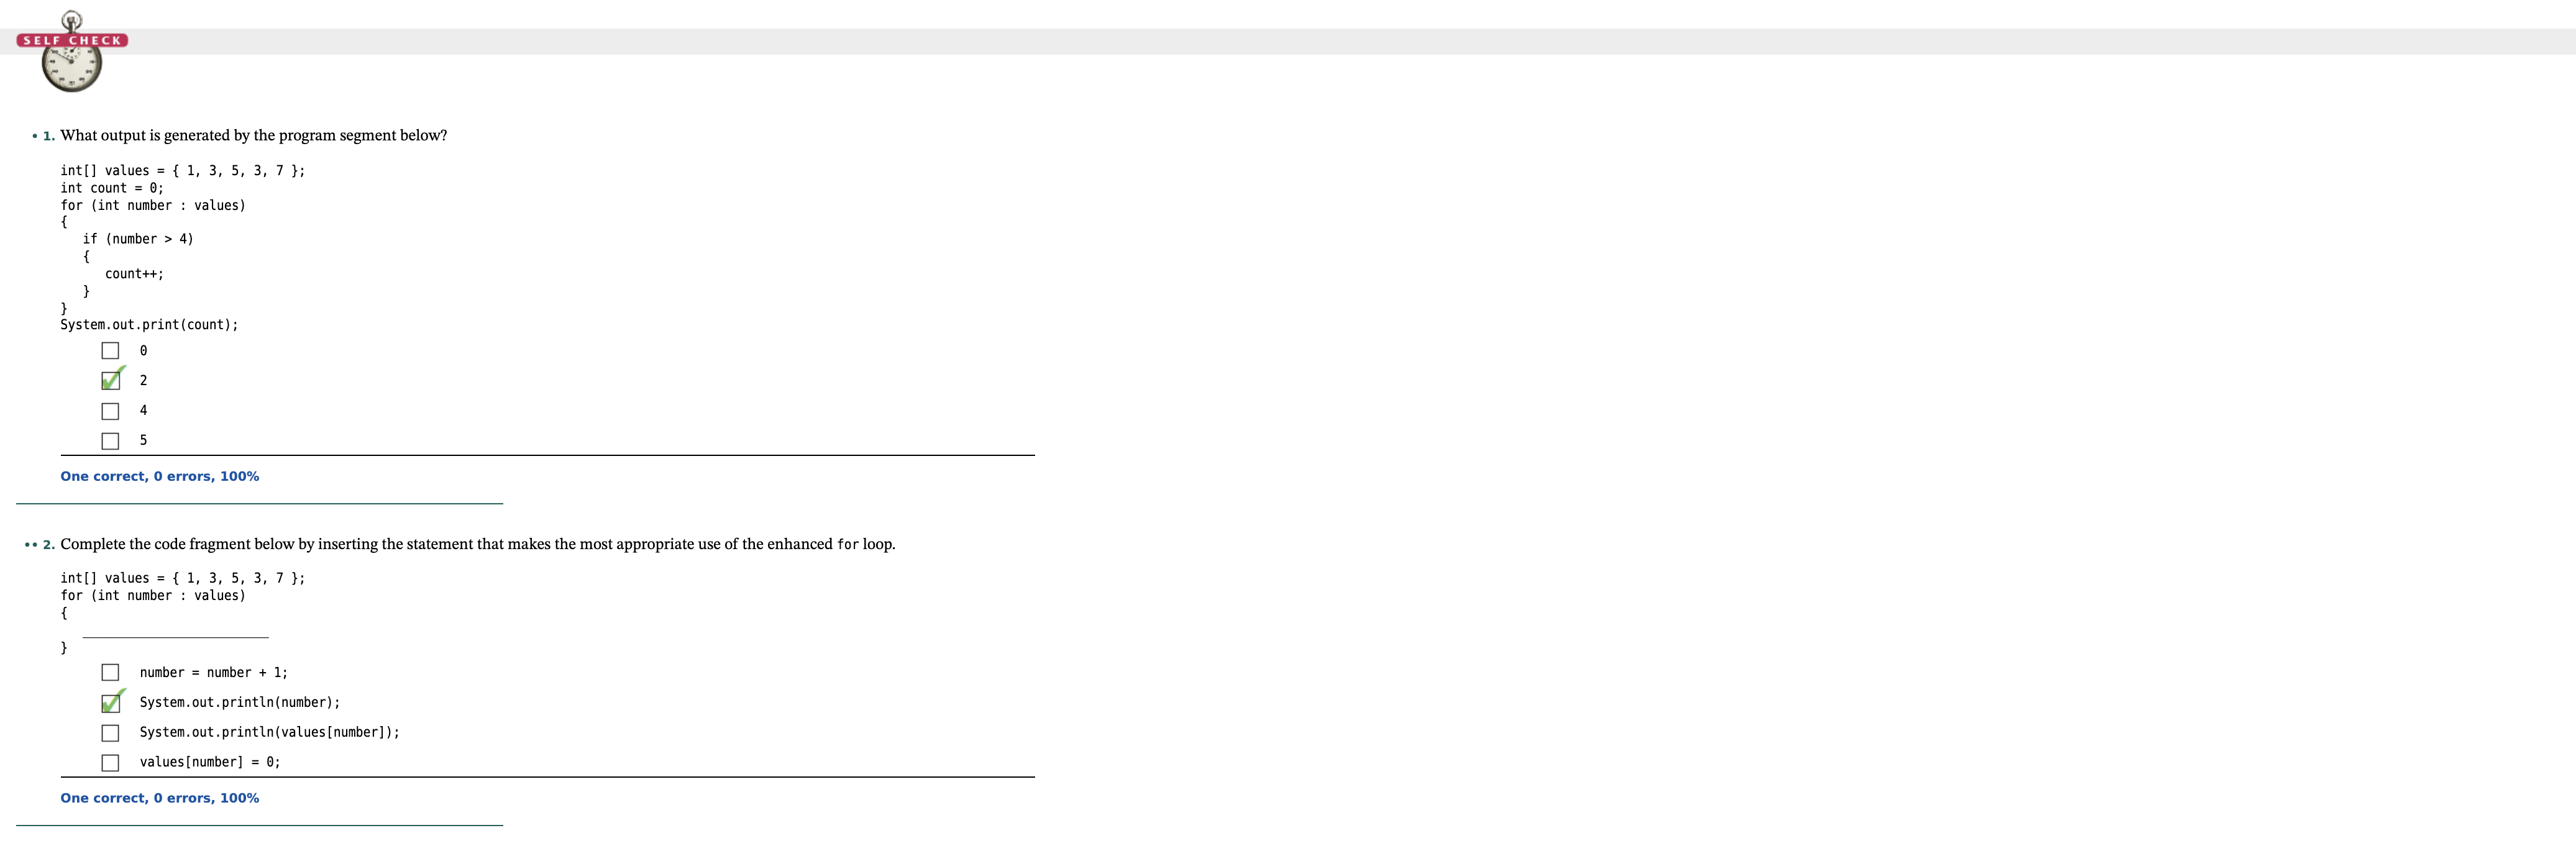 SELF CHECK
• 1. What output is generated by the program segment below?
int[] values = { 1, 3, 5, 3, 7 };
int count = 0;
for (int number : values)
{
   if (number > 4)
   {
      count++;
   }
}
System.out.print(count);
0
2
4
5
One correct, 0 errors, 100%
•• 2. Complete the code fragment below by inserting the statement that makes the most appropriate use of the enhanced for loop.
int[] values = { 1, 3, 5, 3, 7 };
for (int number : values)
{
   _________________________
}
number = number + 1;
System.out.println(number);
System.out.println(values[number]);
values[number] = 0;
One correct, 0 errors, 100%